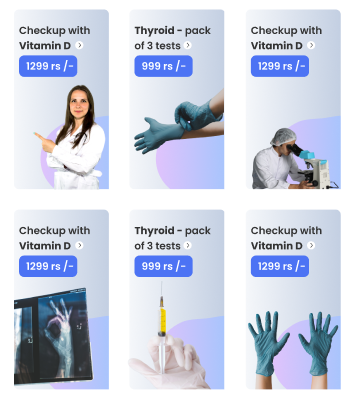 Checkup with
Vitamin D
1299 rs /-
Thyroid - pack
of 3 tests
999 rs /-
Checkup with
Vitamin D
1299 rs /-
Checkup with
Vitamin D
1299 rs /-
Thyroid - pack
of 3 tests
999 rs /-
Checkup with
Vitamin D
1299 rs /-